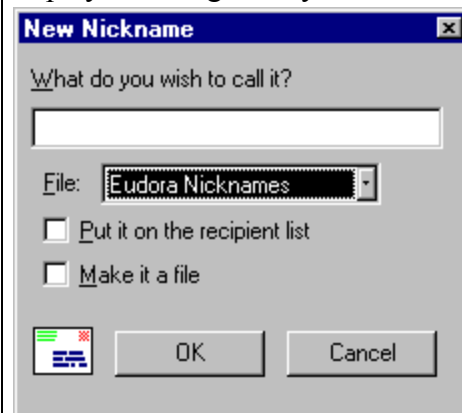 New Nickname
What do you wish to call it?
File: Eudora Nicknames
Put it on the recipient list
Make it a file
OK Cancel